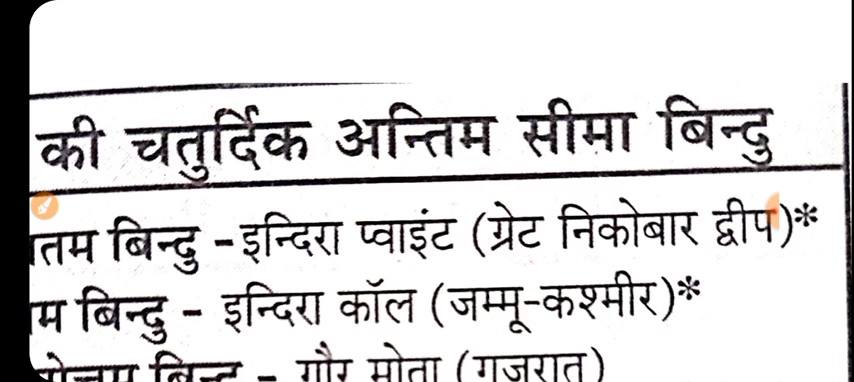 की चतुर्दिक अन्तिम सीमा बिन्दु
तम बिन्दु - इन्दिरा प्वाइंट (ग्रेट निकोबार द्वीप)*
म बिन्दु - इन्दिरा कॉल (जम्मू-कश्मीर)*
बिन्दु - गौर मोता (गुजरात)